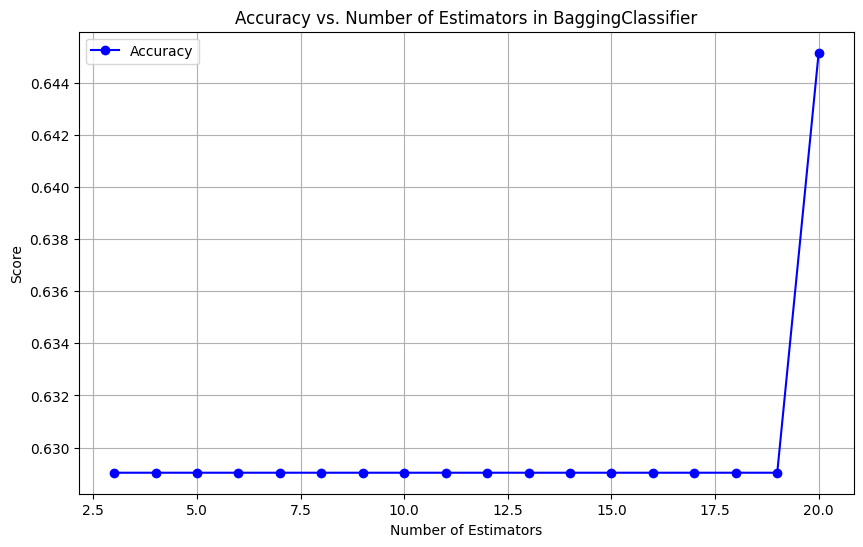 Accuracy vs. Number of Estimators in BaggingClassifier
Accuracy
0.644
0.642
0.640
0.638
0.636
0.634
0.632
0.630
Score
2.5 5.0 7.5 10.0 12.5 15.0 17.5 20.0
Number of Estimators